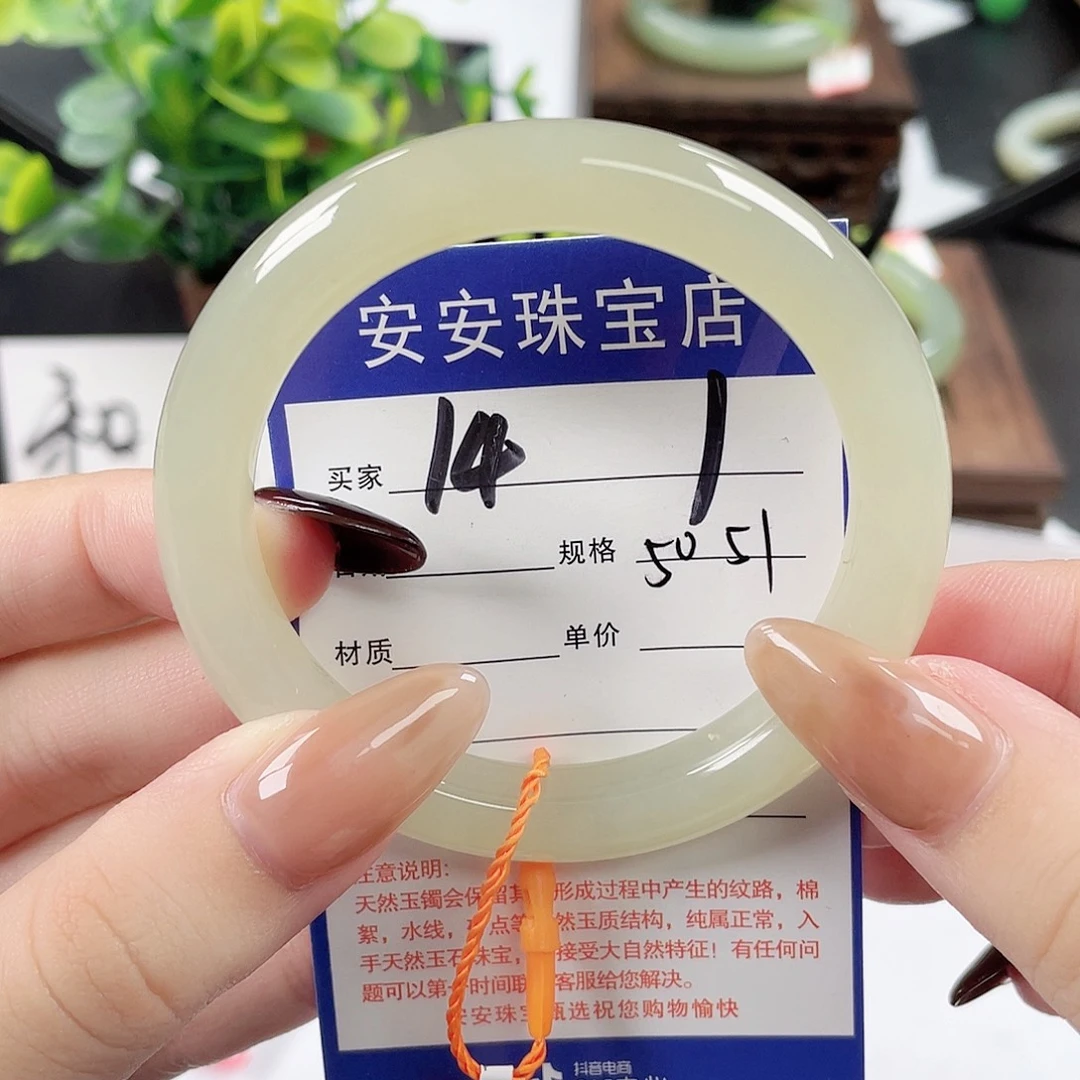 安安珠宝店
买家 14 1
规格 50 51
材质 单价
和
注意说明:
天然玉镯会保留其 形成过程中产生的纹路，棉
絮，水线， 点等 然玉质结构，纯属正常，入
手天然玉石珠宝， 接受大自然特征！有任何问
题可以第一时间联 客服给您解决。
安安珠宝甄选祝您购物愉快
抖音电商